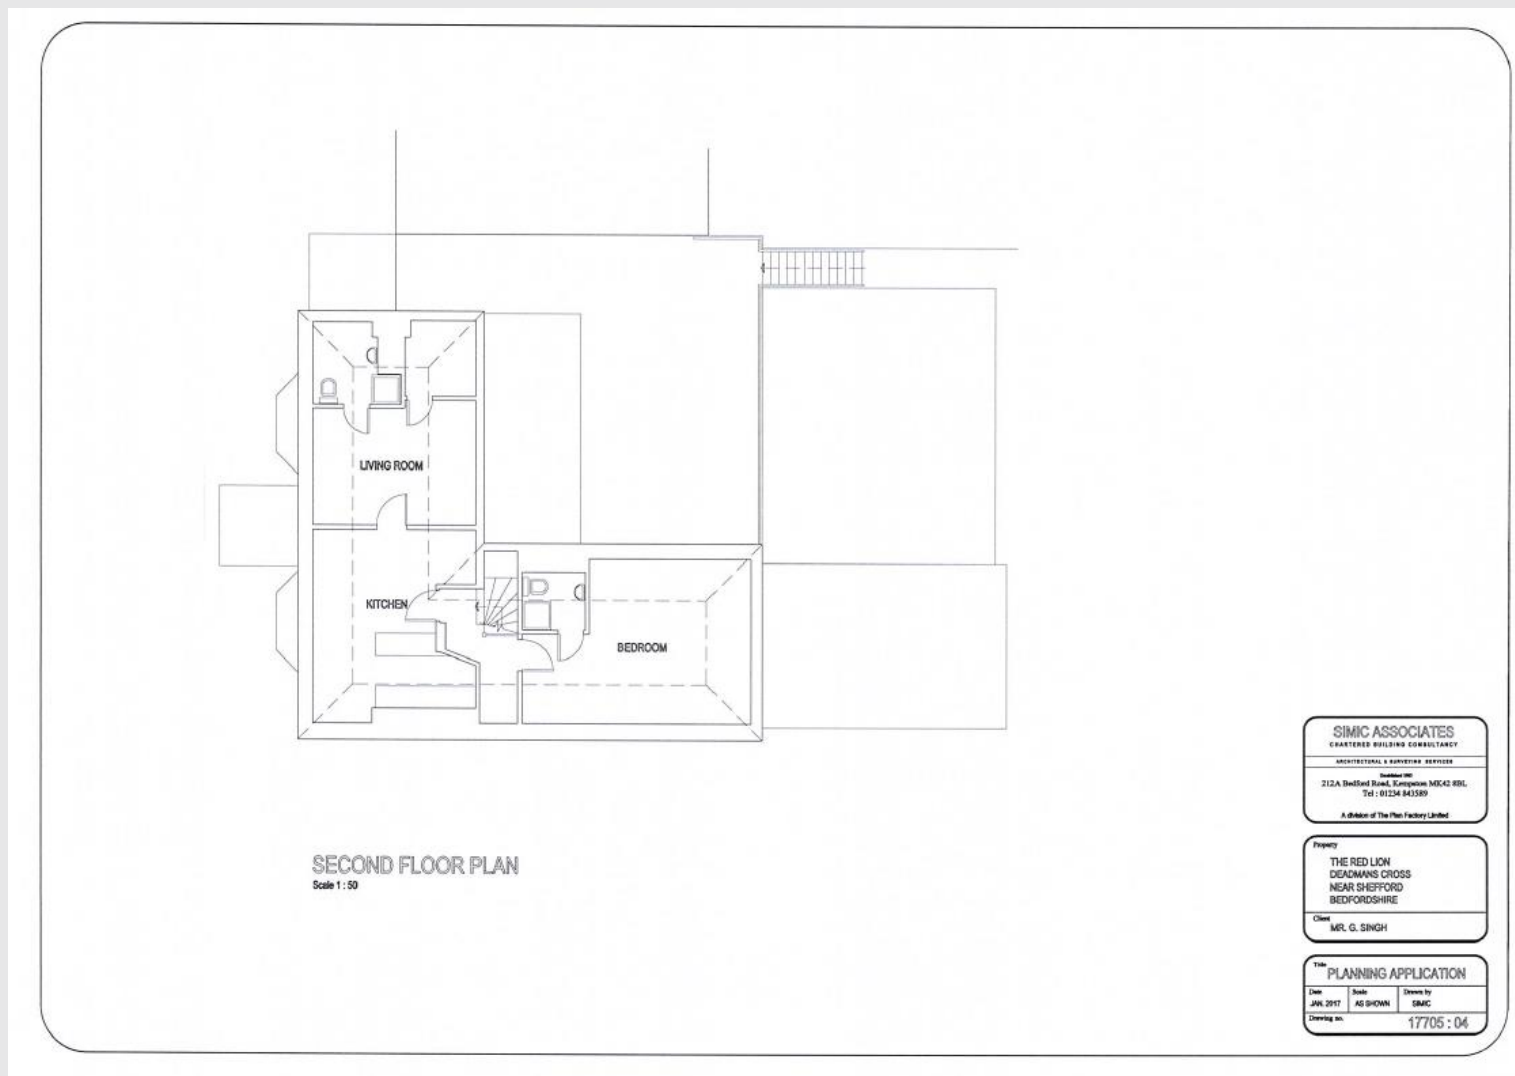 LIVING ROOM
KITCHEN
BEDROOM
SECOND FLOOR PLAN
Scale 1 : 50
SIMIC ASSOCIATES
CHARTERED BUILDING CONSULTANCY
ARCHITECTURAL & SURVEYING SERVICES
212A Bedford Road, Kempston MK42 8BL
Tel : 01234 843589
A division of The Plan Factory Limited
Property
THE RED LION
DEADMANS CROSS
NEAR SHEFFORD
BEDFORDSHIRE
Client
MR. G. SINGH
Title
PLANNING APPLICATION
Date Scale Drawn by
JAN. 2017 AS SHOWN SIMIC
Drawing no.
17705 : 04